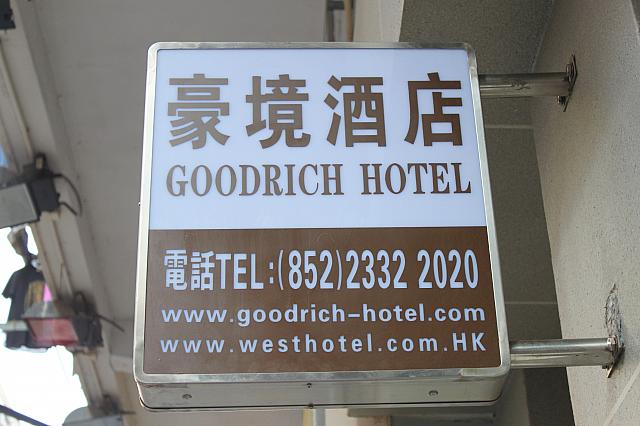 豪境酒店
GOODRICH HOTEL
電話TEL:(852)2332 2020
www.goodrich-hotel.com
www.westhotel.com.HK